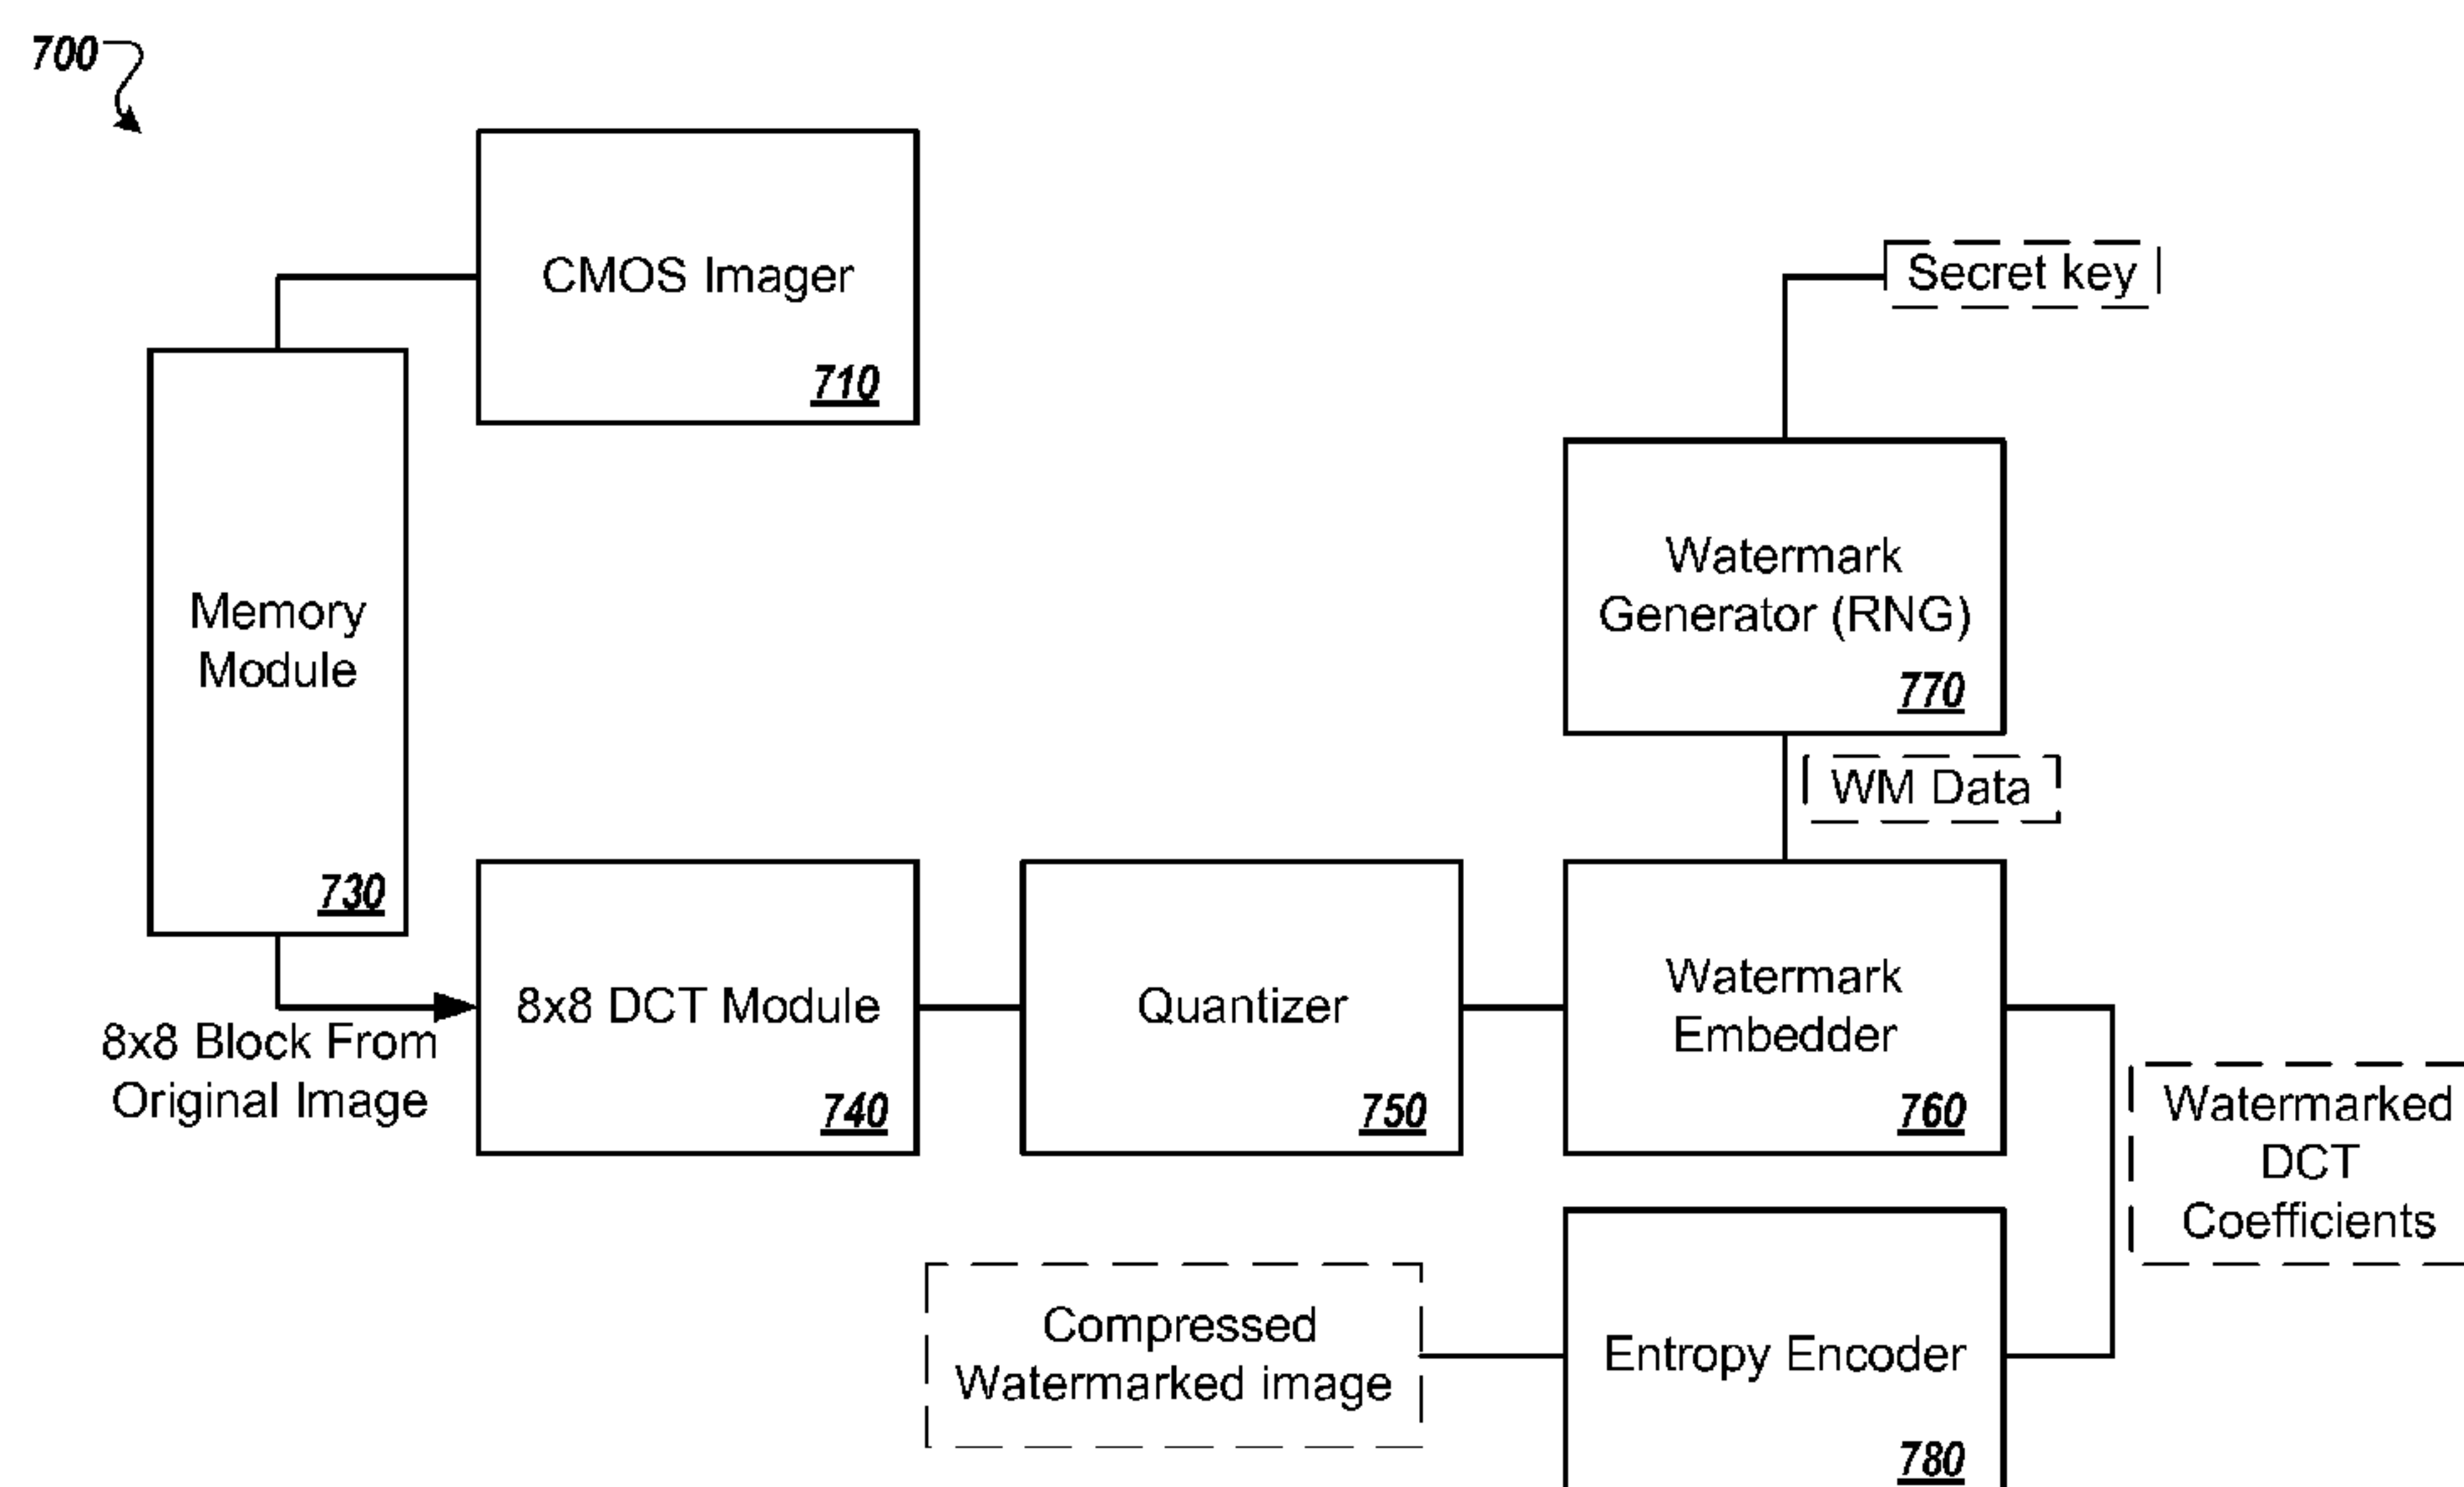 700
CMOS Imager
710
Secret key
Memory
Module
730
Watermark
Generator (RNG)
770
WM Data
8x8 Block From
Original Image
8x8 DCT Module
740
Quantizer
750
Watermark
Embedder
760
Watermarked
DCT
Coefficients
Compressed
Watermarked image
Entropy Encoder
780